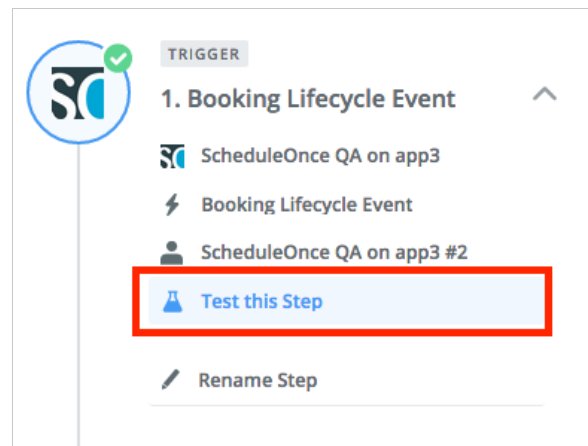 TRIGGER
SC
1. Booking Lifecycle Event
SC ScheduleOnce QA on app3
Booking Lifecycle Event
ScheduleOnce QA on app3 #2
Test this Step
Rename Step